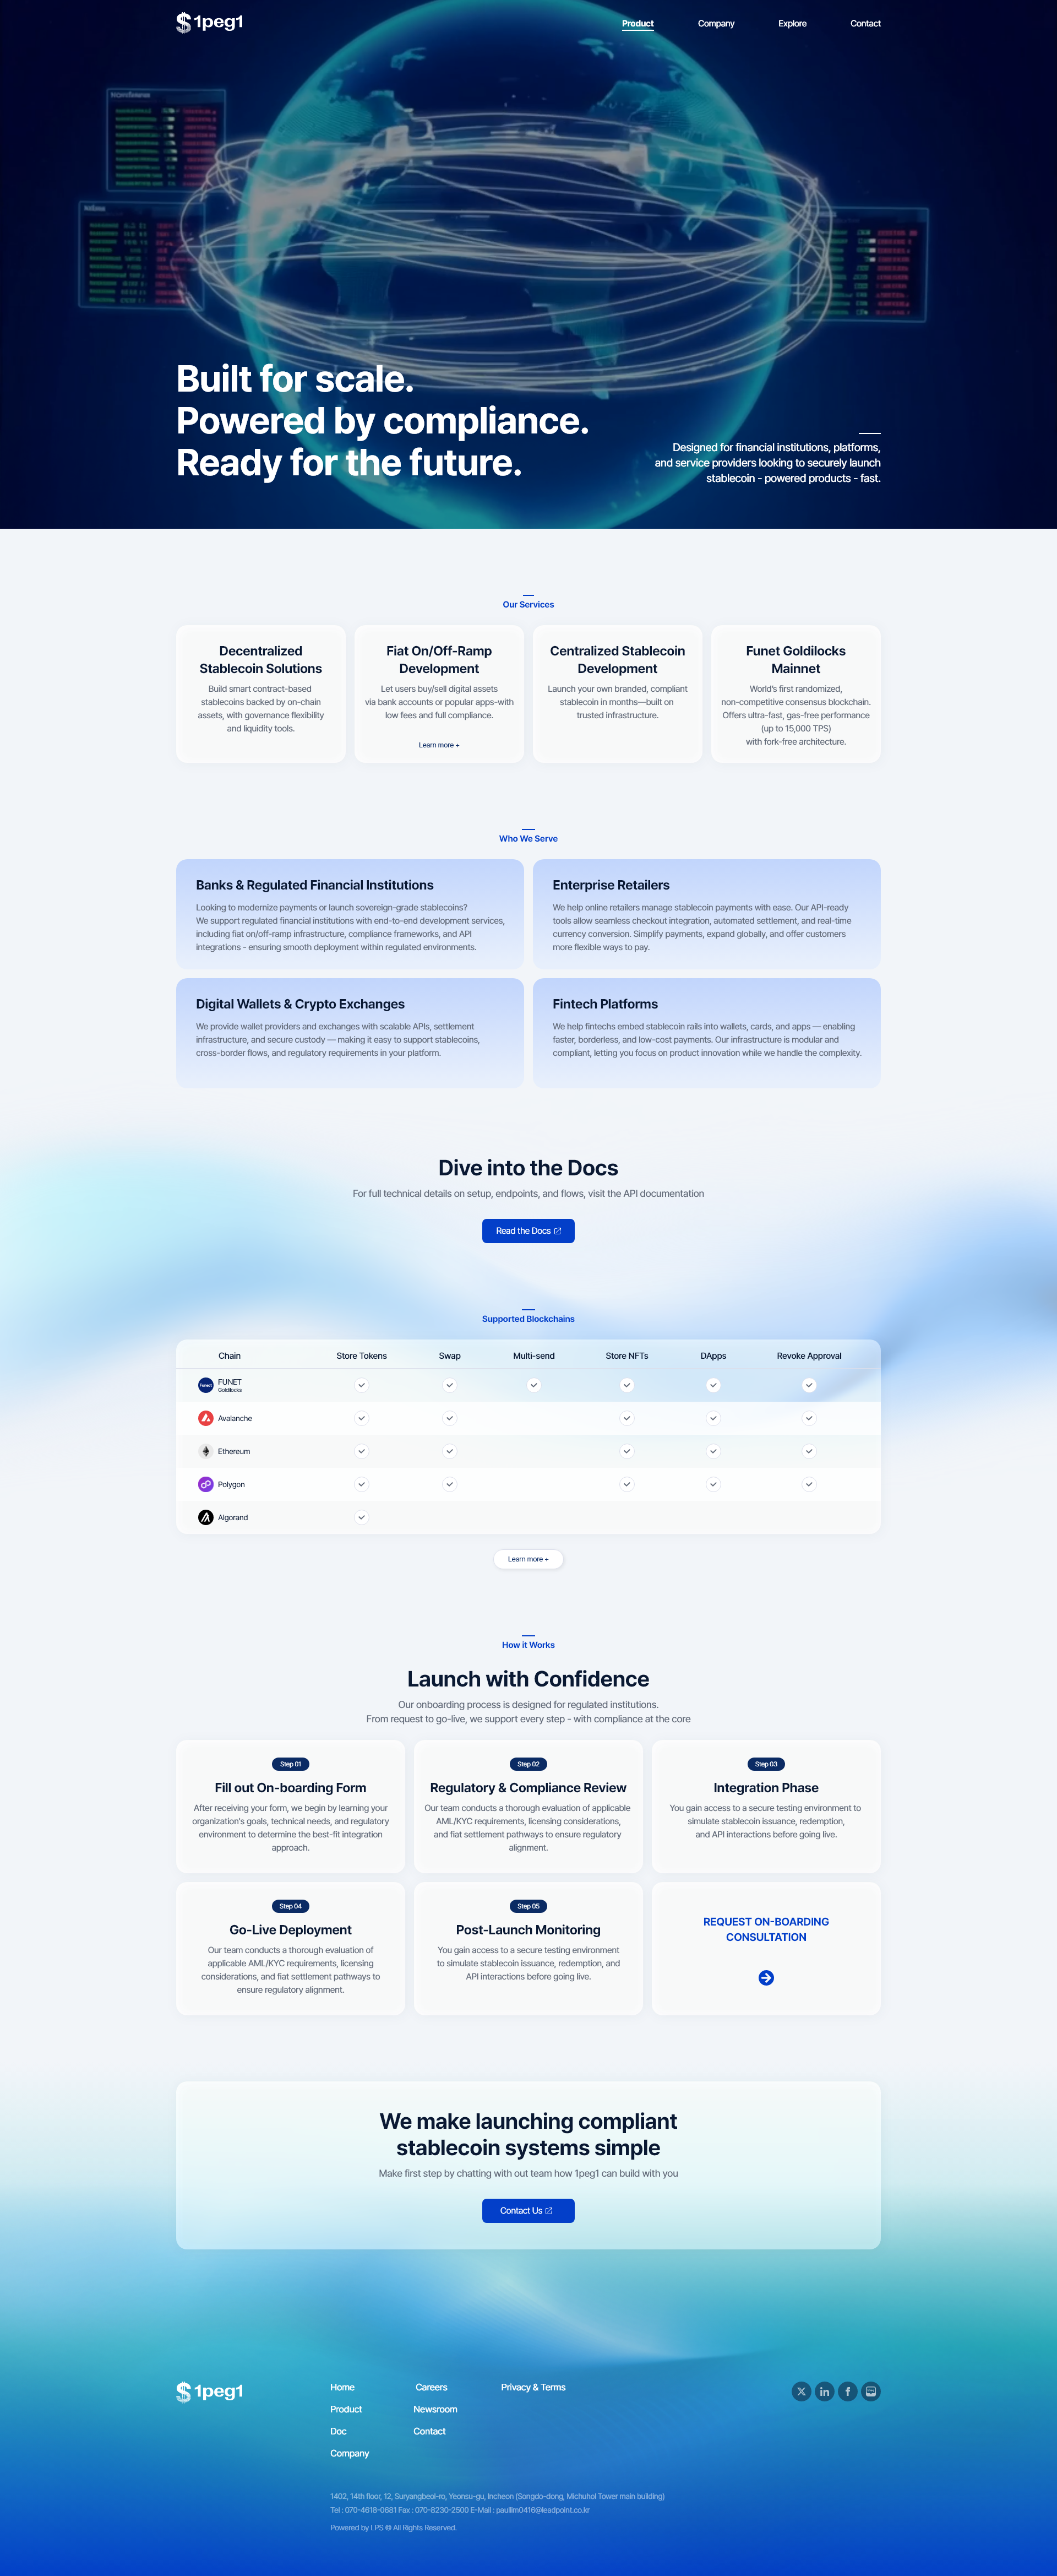 1peg1
Product
Company
Explore
Contact
Built for scale.
Powered by compliance.
Ready for the future.
Designed for financial institutions, platforms,
and service providers looking to securely launch
stablecoin - powered products - fast.
Our Services
Decentralized
Stablecoin Solutions
Build smart contract-based
stablecoins backed by on-chain
assets, with governance flexibility
and liquidity tools.
Fiat On/Off-Ramp
Development
Let users buy/sell digital assets
via bank accounts or popular apps-with
low fees and full compliance.
Learn more +
Centralized Stablecoin
Development
Launch your own branded, compliant
stablecoin in months—built on
trusted infrastructure.
Funet Goldilocks
Mainnet
World's first randomized,
non-competitive consensus blockchain.
Offers ultra-fast, gas-free performance
(up to 15,000 TPS)
with fork-free architecture.
Who We Serve
Banks & Regulated Financial Institutions
Looking to modernize payments or launch sovereign-grade stablecoins?
We support regulated financial institutions with end-to-end development services,
including fiat on/off-ramp infrastructure, compliance frameworks, and API
integrations - ensuring smooth deployment within regulated environments.
Enterprise Retailers
We help online retailers manage stablecoin payments with ease. Our API-ready
tools allow seamless checkout integration, automated settlement, and real-time
currency conversion. Simplify payments, expand globally, and offer customers
more flexible ways to pay.
Digital Wallets & Crypto Exchanges
We provide wallet providers and exchanges with scalable APIs, settlement
infrastructure, and secure custody — making it easy to support stablecoins,
cross-border flows, and regulatory requirements in your platform.
Fintech Platforms
We help fintechs embed stablecoin rails into wallets, cards, and apps — enabling
faster, borderless, and low-cost payments. Our infrastructure is modular and
compliant, letting you focus on product innovation while we handle the complexity.
Dive into the Docs
For full technical details on setup, endpoints, and flows, visit the API documentation
Read the Docs
Supported Blockchains
Chain Store Tokens Swap Multi-send Store NFTs DApps Revoke Approval
Funet FUNET
Goldilocks
Avalanche
Ethereum
Polygon
Algorand
Learn more +
How it Works
Launch with Confidence
Our onboarding process is designed for regulated institutions.
From request to go-live, we support every step - with compliance at the core
Step 01
Fill out On-boarding Form
After receiving your form, we begin by learning your
organization's goals, technical needs, and regulatory
environment to determine the best-fit integration
approach.
Step 02
Regulatory & Compliance Review
Our team conducts a thorough evaluation of applicable
AML/KYC requirements, licensing considerations,
and fiat settlement pathways to ensure regulatory
alignment.
Step 03
Integration Phase
You gain access to a secure testing environment to
simulate stablecoin issuance, redemption,
and API interactions before going live.
Step 04
Go-Live Deployment
Our team conducts a thorough evaluation of
applicable AML/KYC requirements, licensing
considerations, and fiat settlement pathways to
ensure regulatory alignment.
Step 05
Post-Launch Monitoring
You gain access to a secure testing environment
to simulate stablecoin issuance, redemption, and
API interactions before going live.
REQUEST ON-BOARDING
CONSULTATION
We make launching compliant
stablecoin systems simple
Make first step by chatting with out team how 1peg1 can build with you
Contact Us
1peg1
Home
Product
Doc
Company
Careers
Newsroom
Contact
Privacy & Terms
1402, 14th floor, 12, Suryangbeol-ro, Yeonsu-gu, Incheon (Songdo-dong, Michuhol Tower main building)
Tel : 070-4618-0681 Fax : 070-8230-2500 E-Mail : paullim0416@leadpoint.co.kr
Powered by LPS © All Rights Reserved.